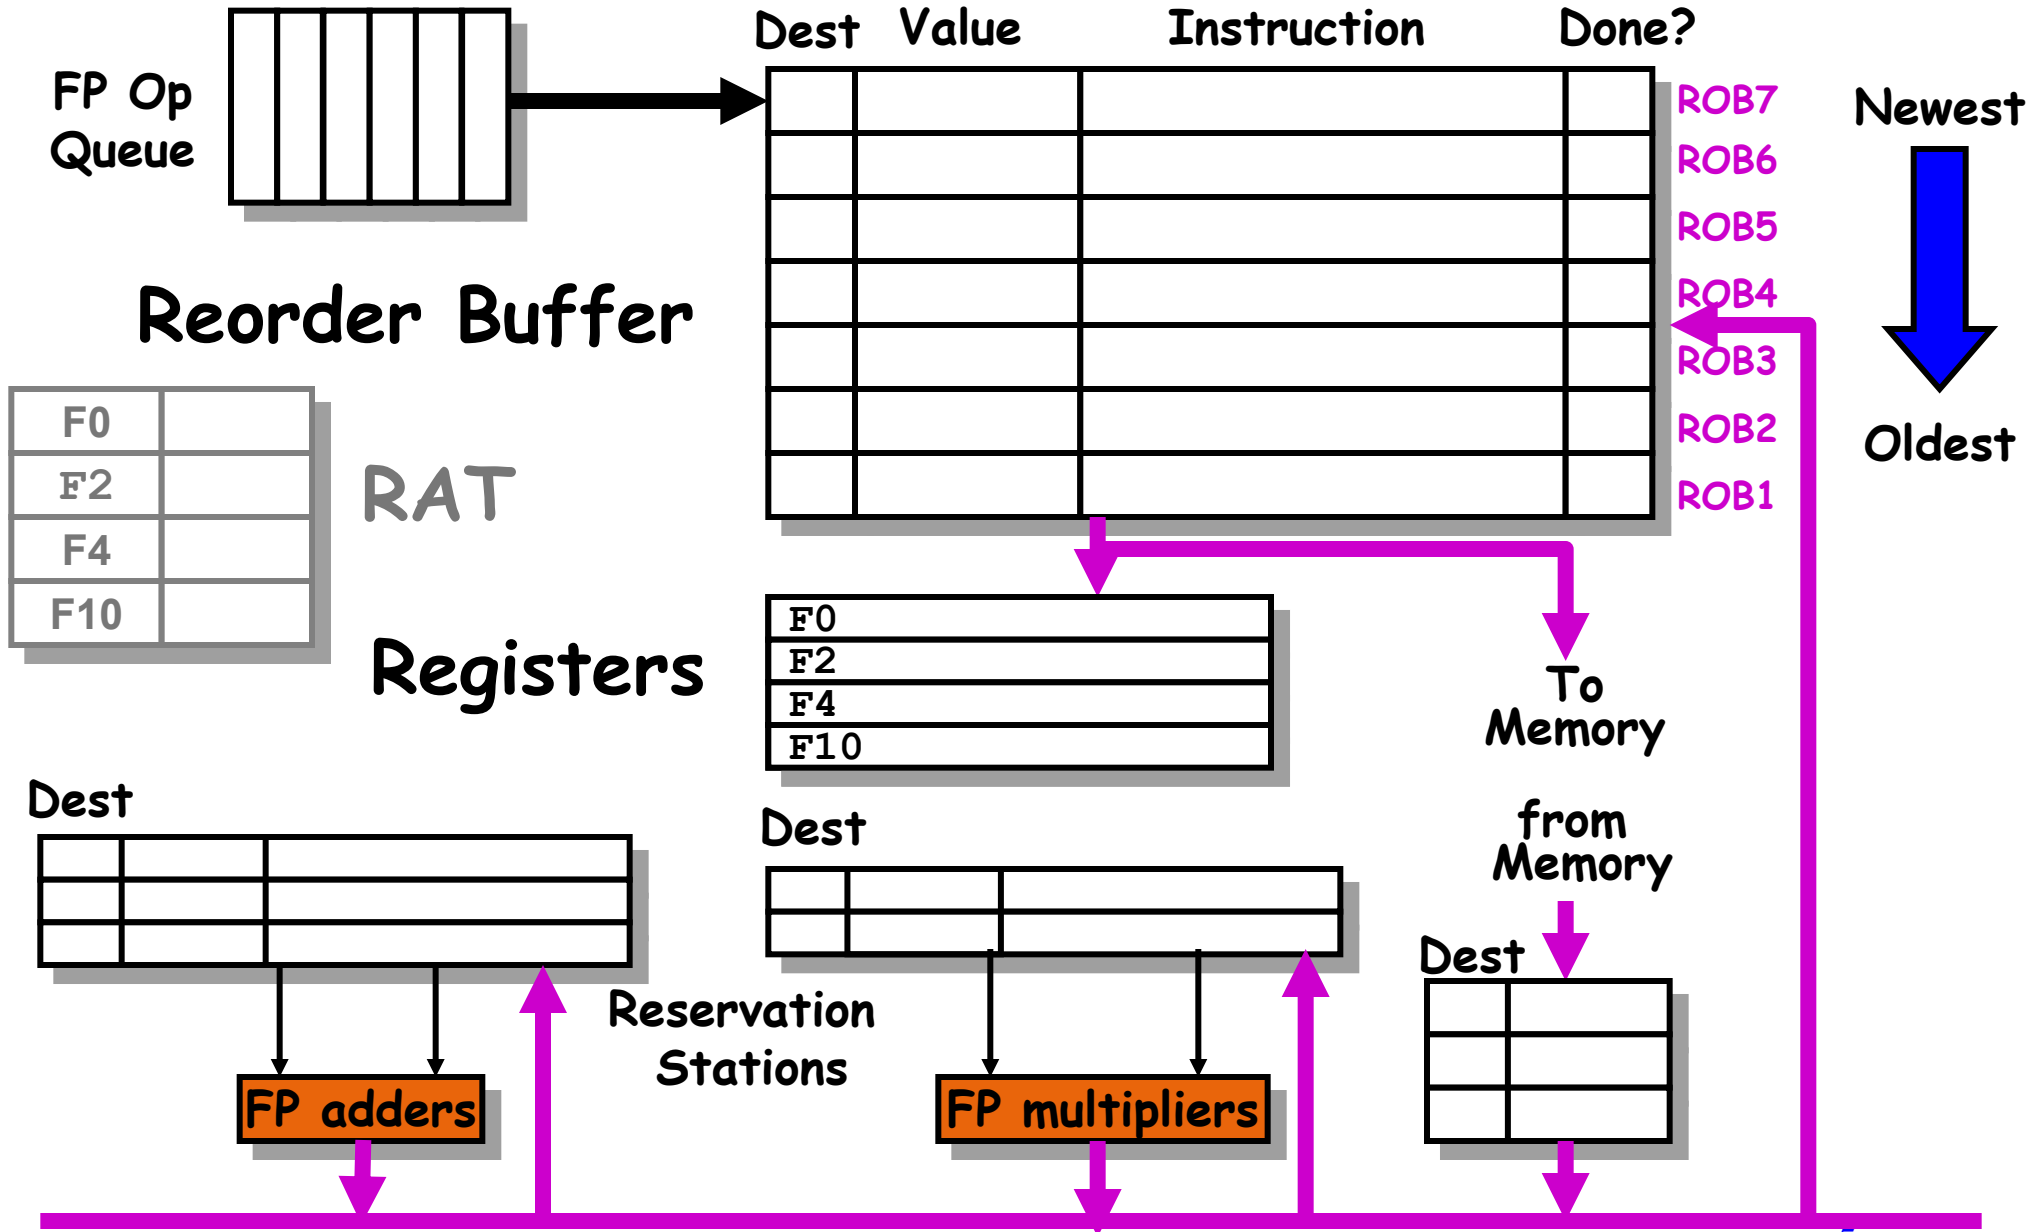 Dest Value Instruction Done?
FP Op
Queue
ROB7
Newest
ROB6
ROB5
Reorder Buffer
ROB4
ROB3
F0
ROB2
Oldest
F2
RAT
ROB1
F4
F10
F0
Registers
F2
To
F4
Memory
F10
Dest
Dest
from
Memory
Dest
Reservation
Stations
FP adders
FP multipliers